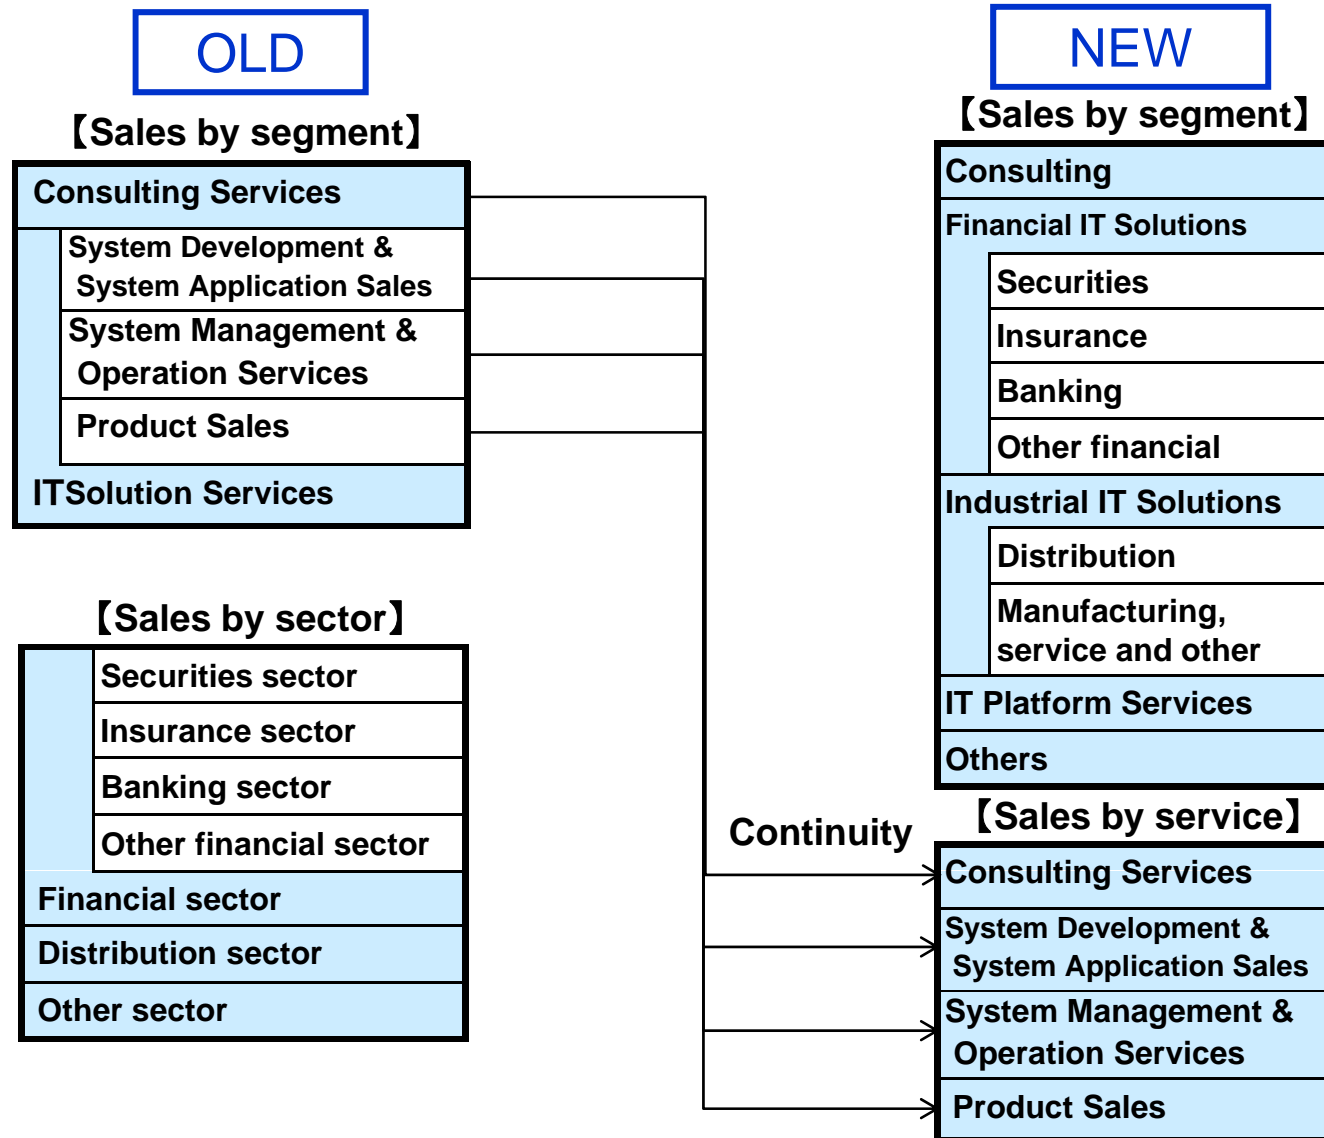 OLD
【Sales by segment】
Consulting Services
System Development &
System Application Sales
System Management &
Operation Services
Product Sales
ITSolution Services
【Sales by sector】
Securities sector
Insurance sector
Banking sector
Other financial sector
Financial sector
Distribution sector
Other sector
Continuity
NEW
【Sales by segment】
Consulting
Financial IT Solutions
Securities
Insurance
Banking
Other financial
Industrial IT Solutions
Distribution
Manufacturing,
service and other
IT Platform Services
Others
【Sales by service】
Consulting Services
System Development &
System Application Sales
System Management &
Operation Services
Product Sales